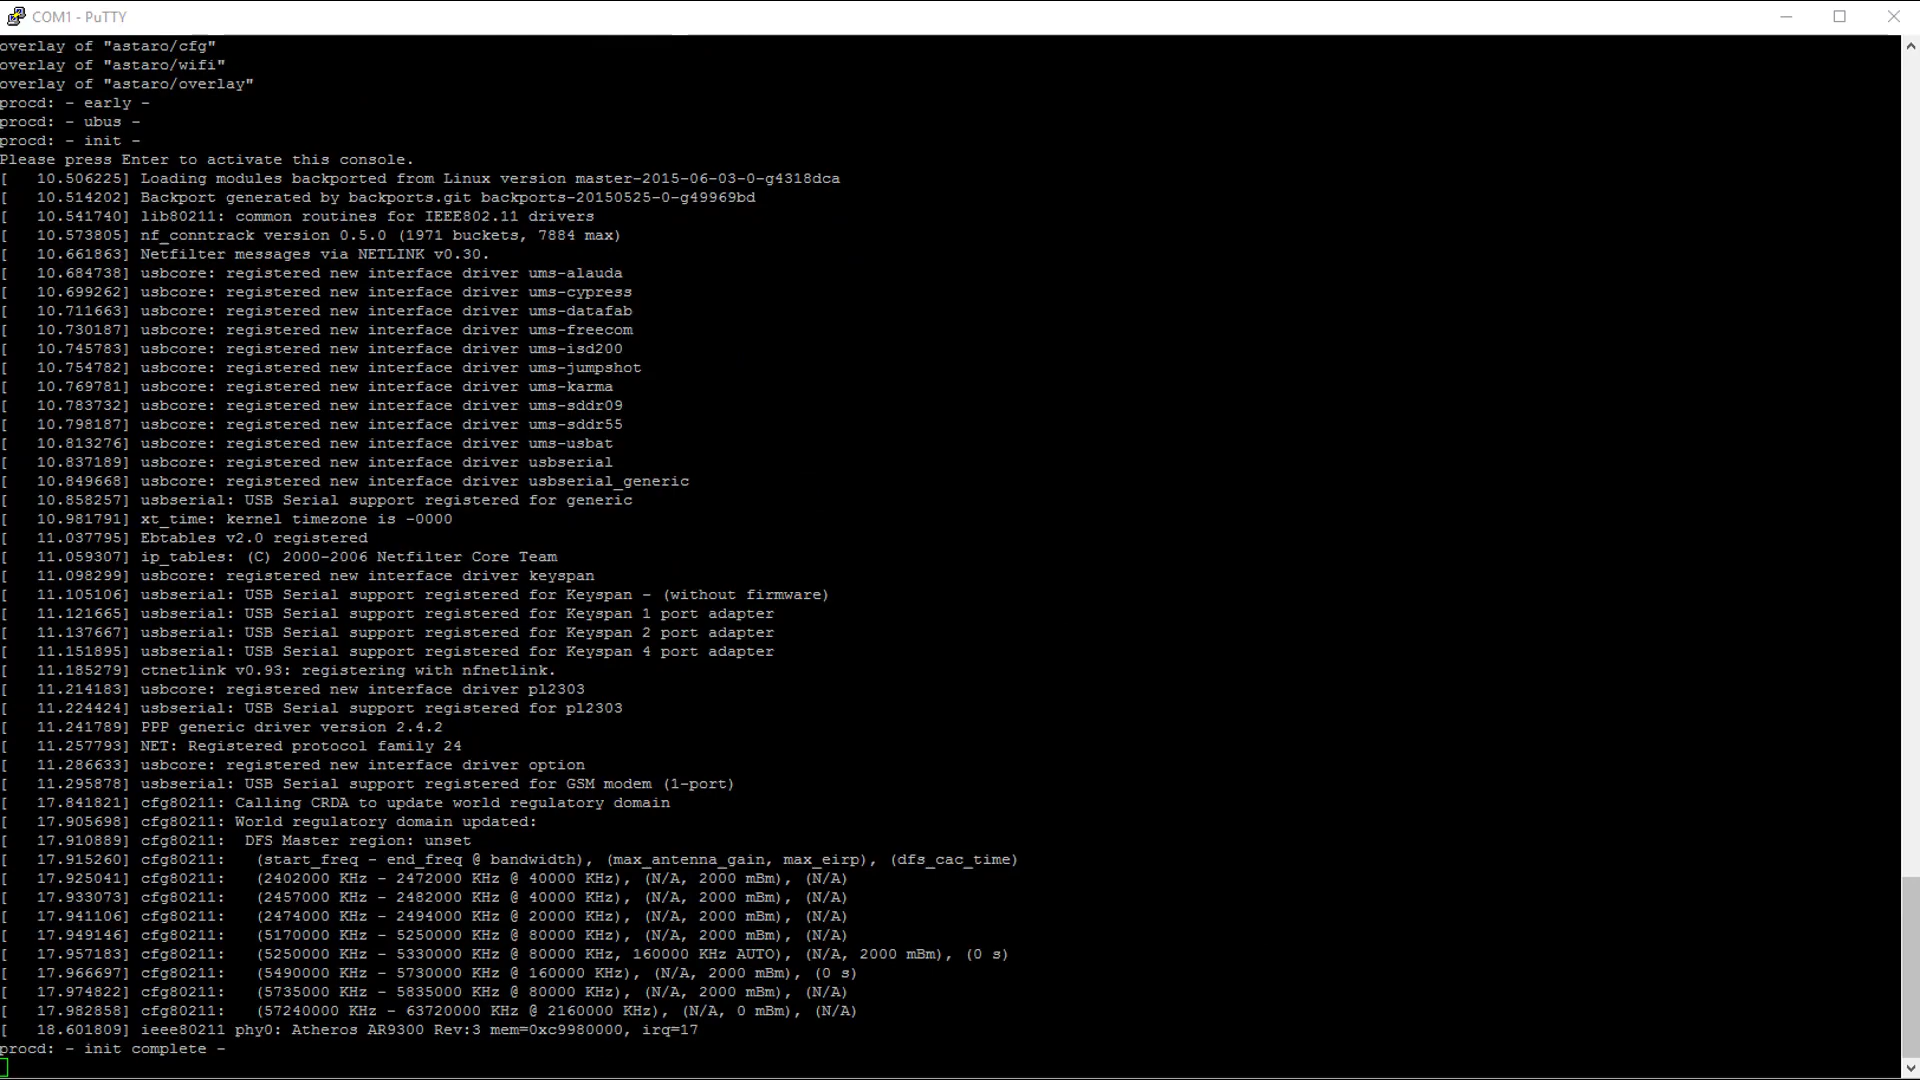 COM1 - PuTTY
overlay of "astaro/cfg"
overlay of "astaro/wifi"
overlay of "astaro/overlay"
procd: - early -
procd: - ubus -
procd: - init -
Please press Enter to activate this console.
[   10.506225] Loading modules backported from Linux version master-2015-06-03-0-g4318dca
[   10.514202] Backport generated by backports.git backports-20150525-0-g49969bd
[   10.541740] lib80211: common routines for IEEE802.11 drivers
[   10.573805] nf_conntrack version 0.5.0 (1971 buckets, 7884 max)
[   10.661863] Netfilter messages via NETLINK v0.30.
[   10.684738] usbcore: registered new interface driver ums-alauda
[   10.699262] usbcore: registered new interface driver ums-cypress
[   10.711663] usbcore: registered new interface driver ums-datafab
[   10.730187] usbcore: registered new interface driver ums-freecom
[   10.745783] usbcore: registered new interface driver ums-isd200
[   10.754782] usbcore: registered new interface driver ums-jumpshot
[   10.769781] usbcore: registered new interface driver ums-karma
[   10.783732] usbcore: registered new interface driver ums-sddr09
[   10.798187] usbcore: registered new interface driver ums-sddr55
[   10.813276] usbcore: registered new interface driver ums-usbat
[   10.837189] usbcore: registered new interface driver usbserial
[   10.849668] usbcore: registered new interface driver usbserial_generic
[   10.858257] usbserial: USB Serial support registered for generic
[   10.981791] xt_time: kernel timezone is -0000
[   11.037795] Ebtables v2.0 registered
[   11.059307] ip_tables: (C) 2000-2006 Netfilter Core Team
[   11.098299] usbcore: registered new interface driver keyspan
[   11.105106] usbserial: USB Serial support registered for Keyspan - (without firmware)
[   11.121665] usbserial: USB Serial support registered for Keyspan 1 port adapter
[   11.137667] usbserial: USB Serial support registered for Keyspan 2 port adapter
[   11.151895] usbserial: USB Serial support registered for Keyspan 4 port adapter
[   11.185279] ctnetlink v0.93: registering with nfnetlink.
[   11.214183] usbcore: registered new interface driver pl2303
[   11.224424] usbserial: USB Serial support registered for pl2303
[   11.241789] PPP generic driver version 2.4.2
[   11.257793] NET: Registered protocol family 24
[   11.286633] usbcore: registered new interface driver option
[   11.295878] usbserial: USB Serial support registered for GSM modem (1-port)
[   17.841821] cfg80211: Calling CRDA to update world regulatory domain
[   17.905698] cfg80211: World regulatory domain updated:
[   17.910889] cfg80211:  DFS Master region: unset
[   17.915260] cfg80211:   (start_freq - end_freq @ bandwidth), (max_antenna_gain, max_eirp), (dfs_cac_time)
[   17.925041] cfg80211:   (2402000 KHz - 2472000 KHz @ 40000 KHz), (N/A, 2000 mBm), (N/A)
[   17.933073] cfg80211:   (2457000 KHz - 2482000 KHz @ 40000 KHz), (N/A, 2000 mBm), (N/A)
[   17.941106] cfg80211:   (2474000 KHz - 2494000 KHz @ 20000 KHz), (N/A, 2000 mBm), (N/A)
[   17.949146] cfg80211:   (5170000 KHz - 5250000 KHz @ 80000 KHz), (N/A, 2000 mBm), (N/A)
[   17.957183] cfg80211:   (5250000 KHz - 5330000 KHz @ 80000 KHz, 160000 KHz AUTO), (N/A, 2000 mBm), (0 s)
[   17.966697] cfg80211:   (5490000 KHz - 5730000 KHz @ 160000 KHz), (N/A, 2000 mBm), (0 s)
[   17.974822] cfg80211:   (5735000 KHz - 5835000 KHz @ 80000 KHz), (N/A, 2000 mBm), (N/A)
[   17.982858] cfg80211:   (57240000 KHz - 63720000 KHz @ 2160000 KHz), (N/A, 0 mBm), (N/A)
[   18.601809] ieee80211 phy0: Atheros AR9300 Rev:3 mem=0xc9980000, irq=17
procd: - init complete -